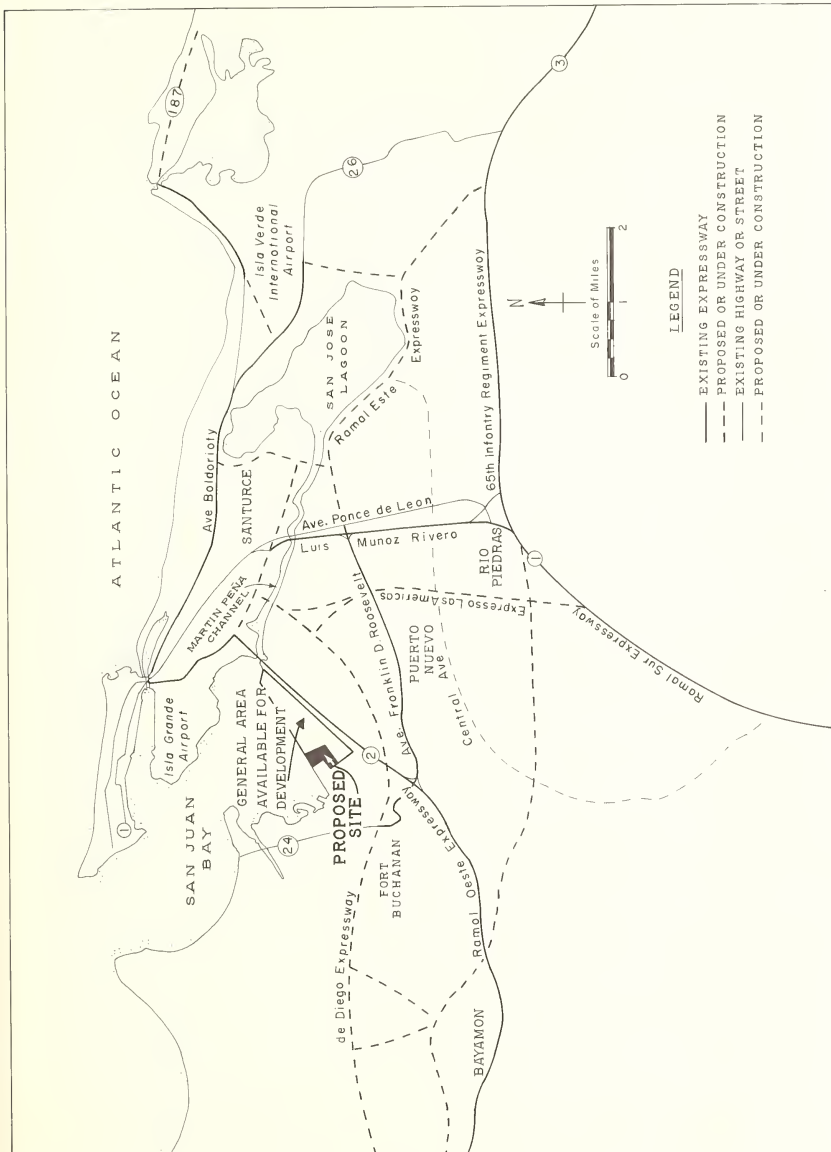 ATLANTIC OCEAN
187
Isla Verde
International
Airport
26
3
Ave Boldorioty
SANTURCE
SAN JOSE
LAGOON
Ramal Este
Expressway
MARTIN PEÑA
CHANNEL
Ave. Ponce de Leon
Luis Munoz Rivero
65th Infantry Regiment Expressway
Isla Grande
Airport
1
SAN JUAN
BAY
GENERAL AREA
AVAILABLE FOR
DEVELOPMENT
PROPOSED
SITE
24
2
Ave. Franklin D. Roosevelt
Expresso Las Americas
PUERTO
NUEVO
Ave
Central
RIO
PIEDRAS
1
Ramal Sur Expressway
FORT
BUCHANAN
de Diego Expressway
Ramal Oeste Expressway
BAYAMON
N
Scale of Miles
0 1 2
LEGEND
EXISTING EXPRESSWAY
PROPOSED OR UNDER CONSTRUCTION
EXISTING HIGHWAY OR STREET
PROPOSED OR UNDER CONSTRUCTION